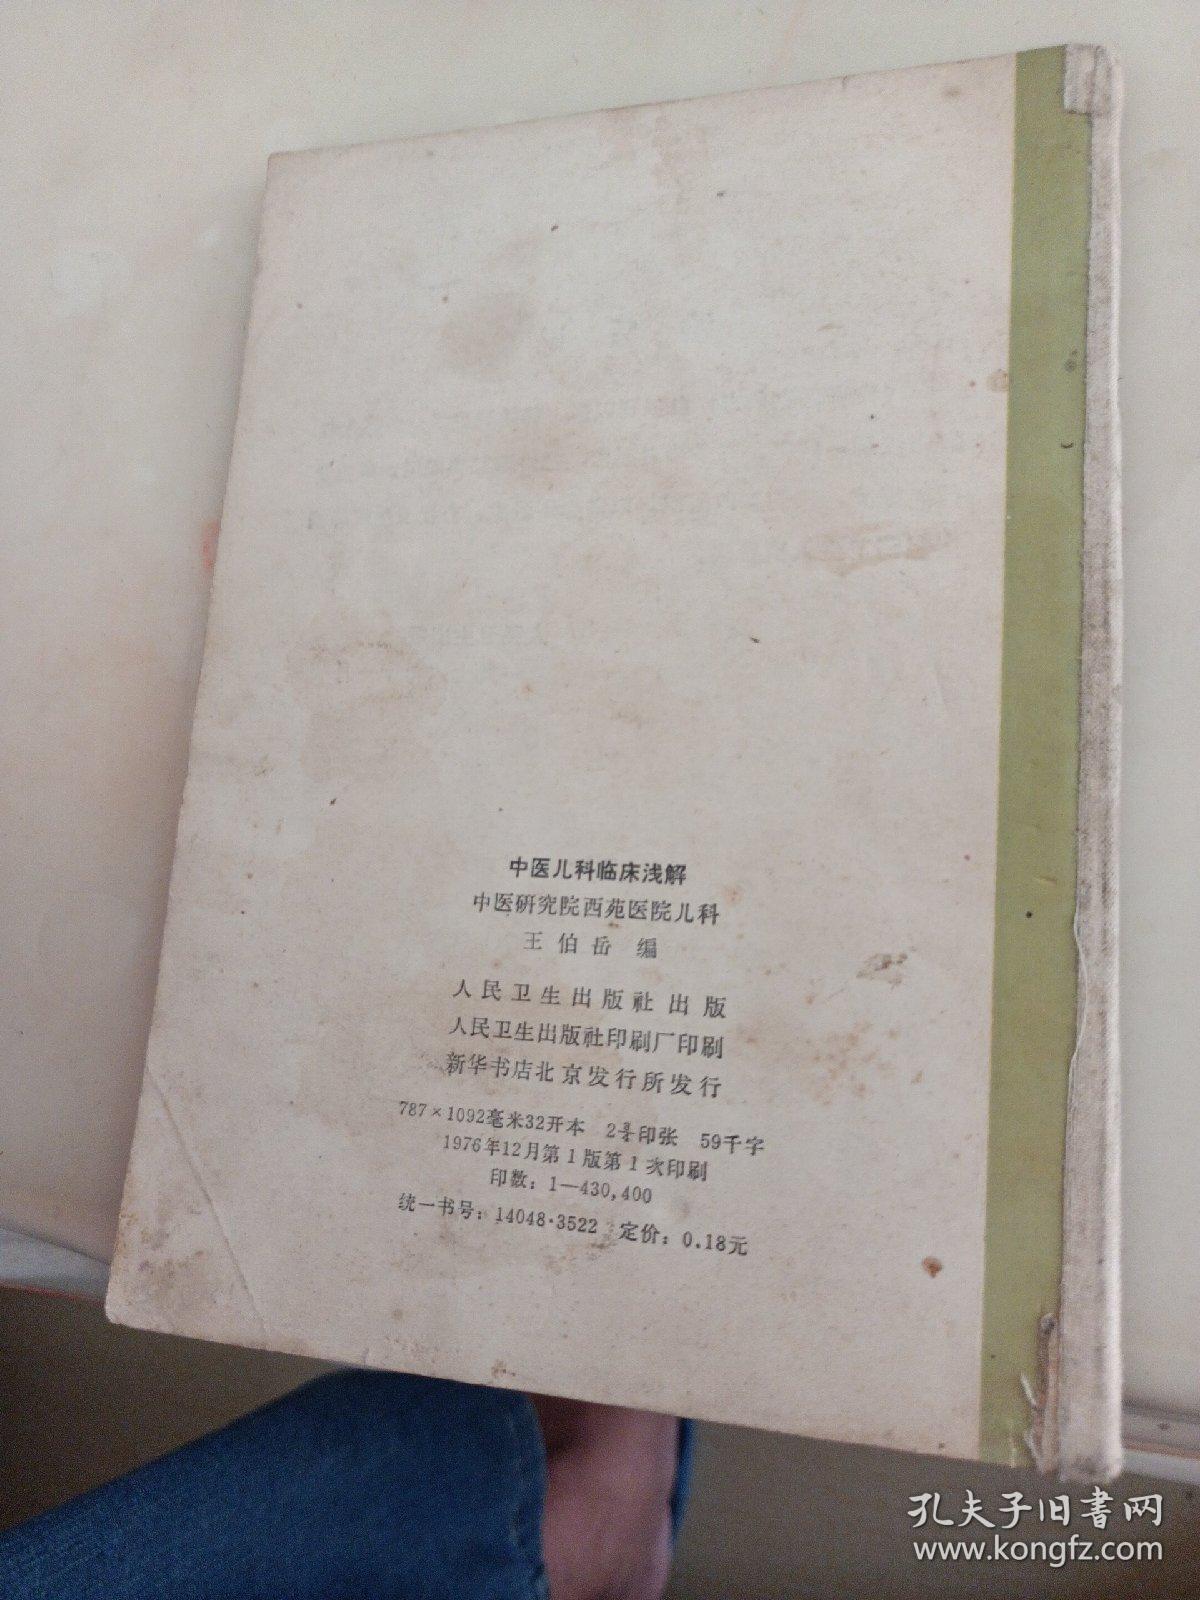 中医儿科临床浅解
中医研究院西苑医院儿科
王伯岳 编
人民卫生出版社出版
人民卫生出版社印刷厂印刷
新华书店北京发行所发行
787×1092毫米32开本 2¾印张 59千字
1976年12月第1版第1次印刷
印数：1—430,400
统一书号：14048·3522 定价：0.18元
孔夫子旧书网
www.kongfz.com